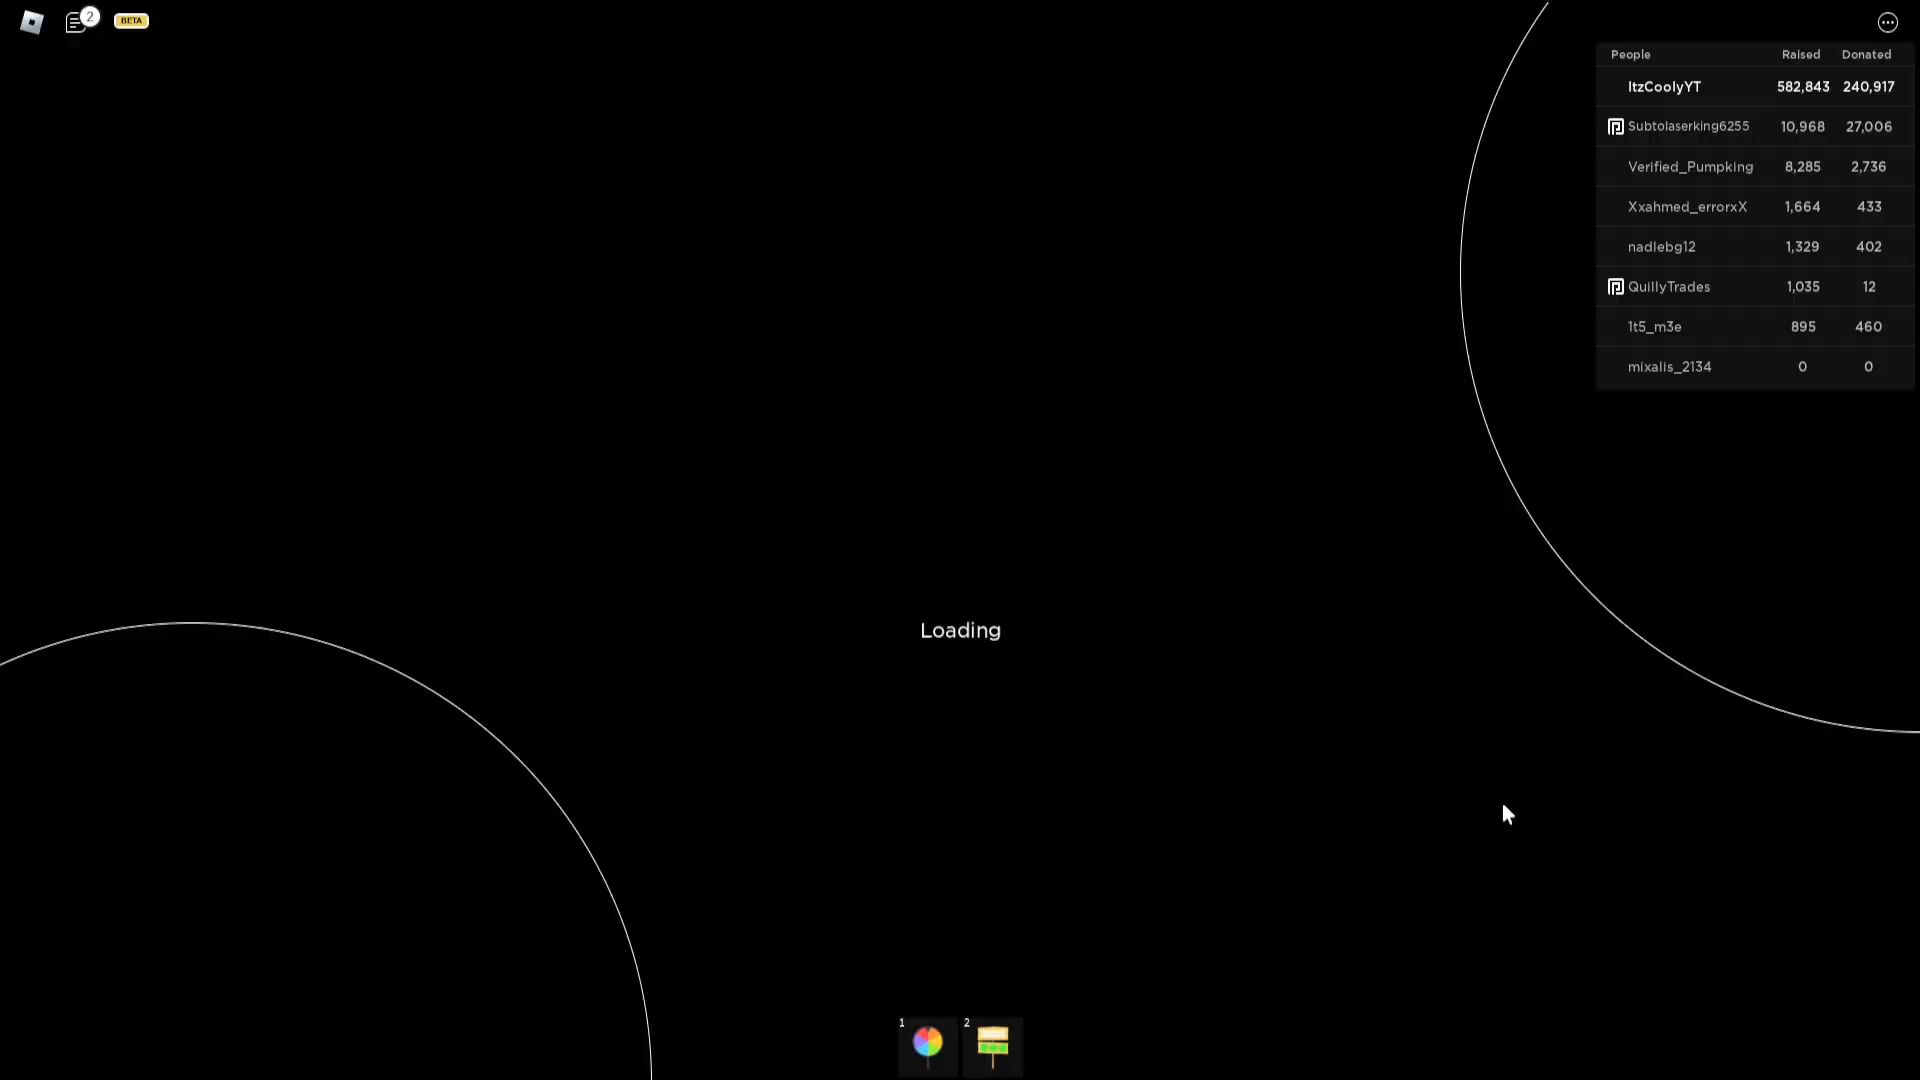 2
BETA
People Raised Donated
ItzCoolyYT 582,843 240,917
Subtolaserking6255 10,968 27,006
Verified_Pumpking 8,285 2,736
Xxahmed_errorxX 1,664 433
nadlebg12 1,329 402
QuillyTrades 1,035 12
1t5_m3e 895 460
mixalis_2134 0 0
Loading
1 2